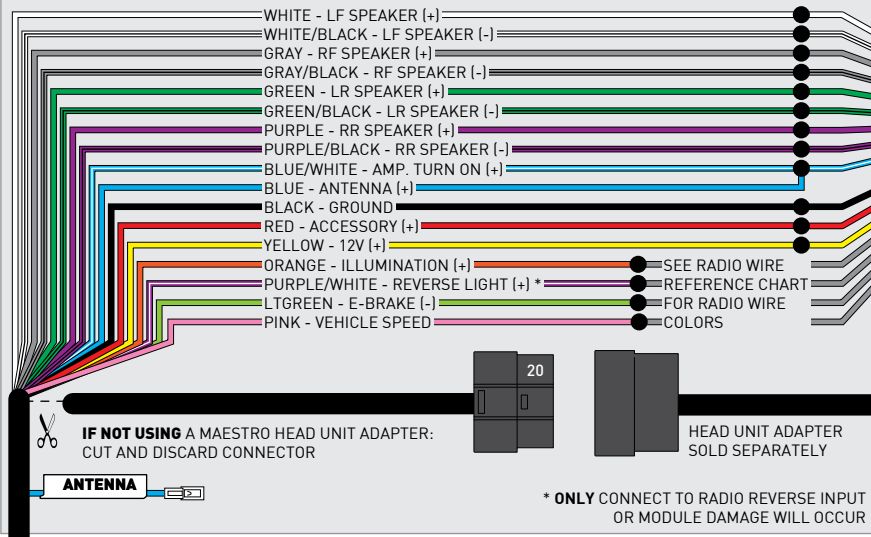 WHITE - LF SPEAKER (+)
WHITE/BLACK - LF SPEAKER (-)
GRAY - RF SPEAKER (+)
GRAY/BLACK - RF SPEAKER (-)
GREEN - LR SPEAKER (+)
GREEN/BLACK - LR SPEAKER (-)
PURPLE - RR SPEAKER (+)
PURPLE/BLACK - RR SPEAKER (-)
BLUE/WHITE - AMP. TURN ON (+)
BLUE - ANTENNA (+)
BLACK - GROUND
RED - ACCESSORY (+)
YELLOW - 12V (+)
ORANGE - ILLUMINATION (+)
PURPLE/WHITE - REVERSE LIGHT (+) *
LTGREEN - E-BRAKE (-)
PINK - VEHICLE SPEED
SEE RADIO WIRE
REFERENCE CHART
FOR RADIO WIRE
COLORS
20
IF NOT USING A MAESTRO HEAD UNIT ADAPTER:
CUT AND DISCARD CONNECTOR
HEAD UNIT ADAPTER
SOLD SEPARATELY
ANTENNA
* ONLY CONNECT TO RADIO REVERSE INPUT
OR MODULE DAMAGE WILL OCCUR